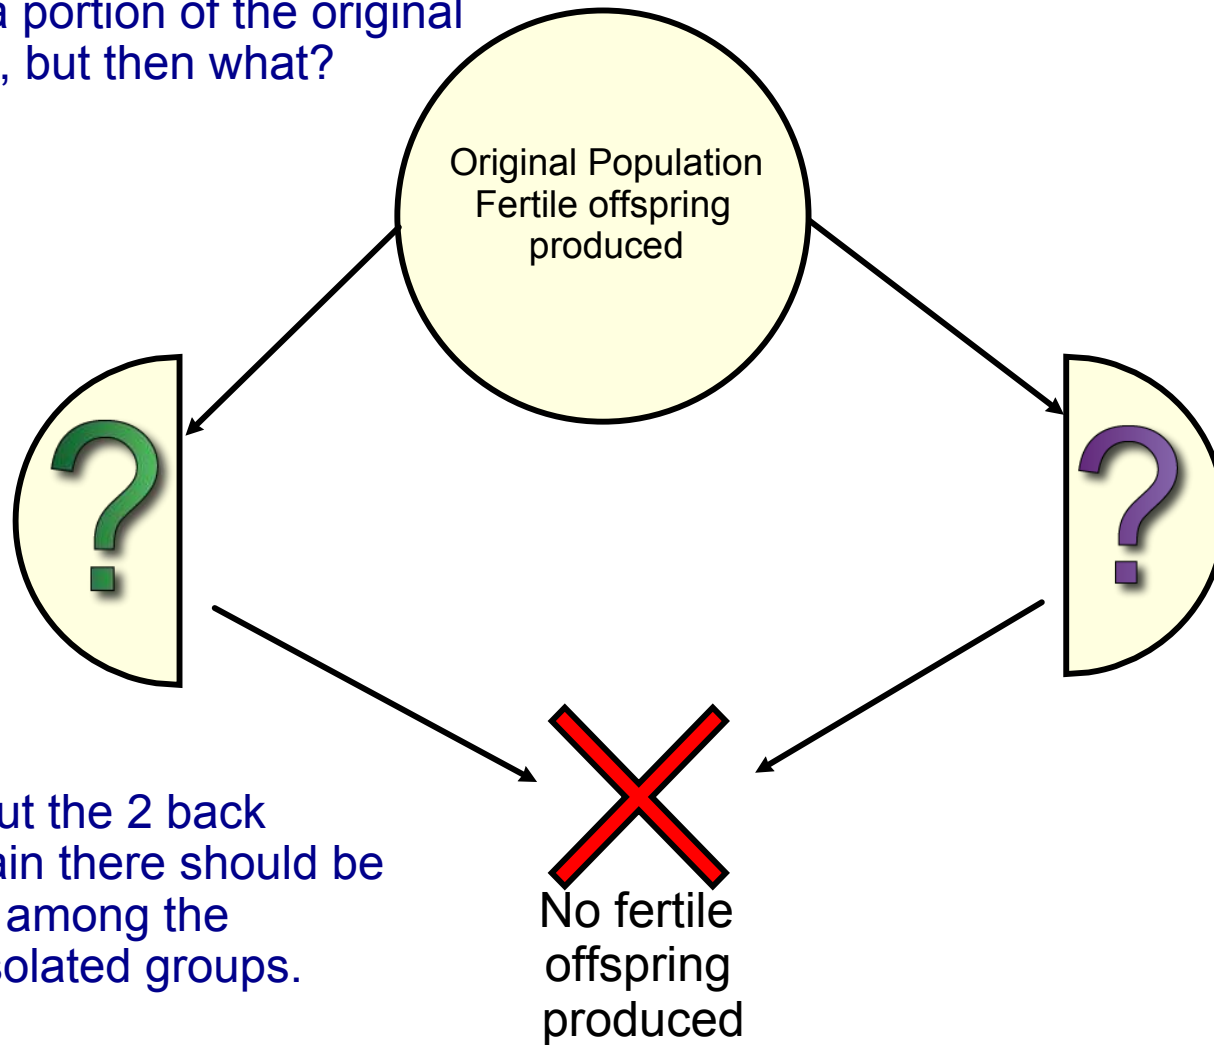 a portion of the original
, but then what?
Original Population
Fertile offspring
produced
?
?
ut the 2 back
ain there should be
among the
solated groups.
No fertile
offspring
produced